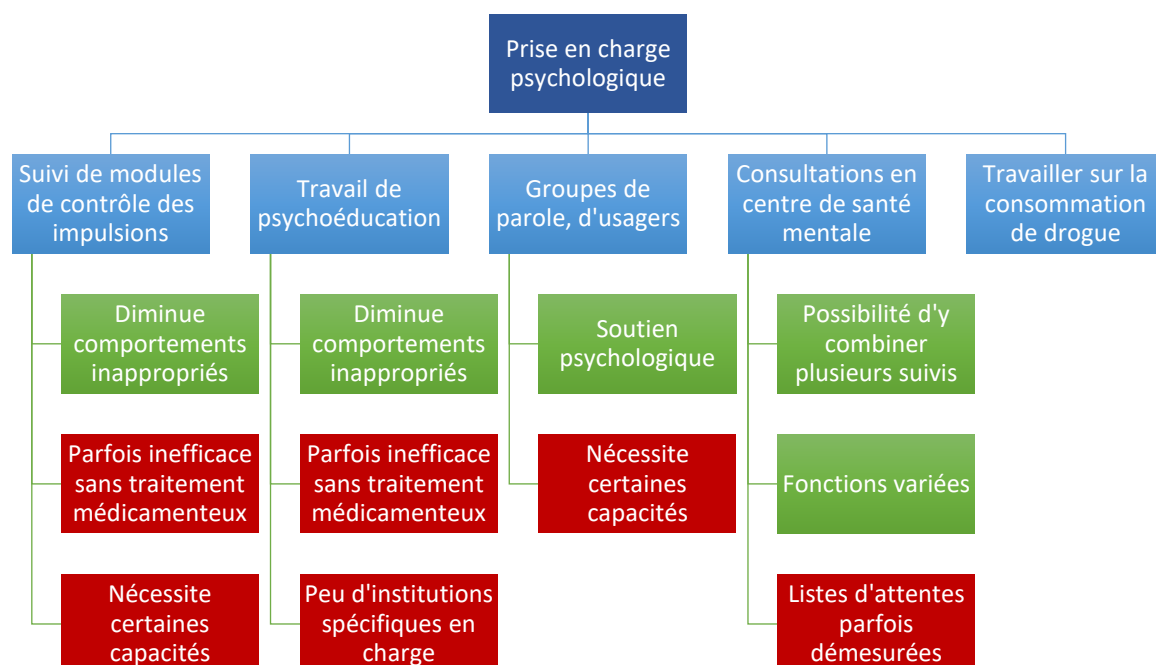 Prise en charge
psychologique
Suivi de modules
de contrôle des
impulsions
Travail de
psychoéducation
Groupes de
parole, d'usagers
Consultations en
centre de santé
mentale
Travailler sur la
consommation
de drogue
Diminue
comportements
inappropriés
Diminue
comportements
inappropriés
Soutien
psychologique
Possibilité d'y
combiner
plusieurs suivis
Parfois inefficace
sans traitement
médicamenteux
Parfois inefficace
sans traitement
médicamenteux
Nécessite
certaines
capacités
Fonctions variées
Nécessite
certaines
capacités
Peu d'institutions
spécifiques en
charge
Listes d'attentes
parfois
démesurées